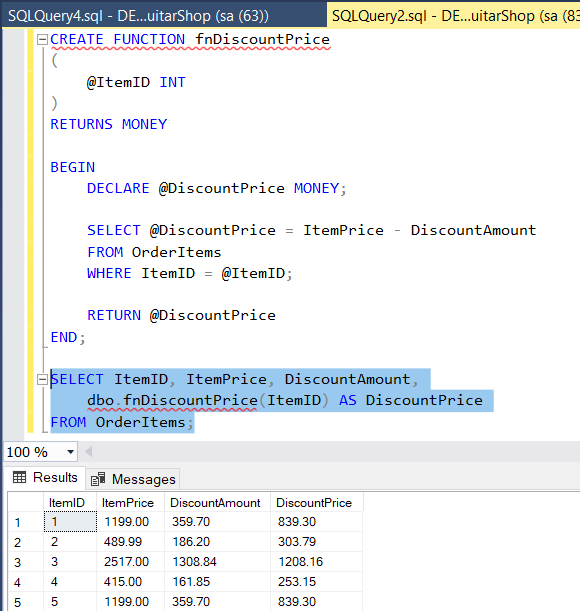 SQLQuery4.sql - DE...uitarShop (sa (63)) SQLQuery2.sql - DE...uitarShop (sa (83
CREATE FUNCTION fnDiscountPrice
(
@ItemID INT
)
RETURNS MONEY
BEGIN
DECLARE @DiscountPrice MONEY;
SELECT @DiscountPrice = ItemPrice - DiscountAmount
FROM OrderItems
WHERE ItemID = @ItemID;
RETURN @DiscountPrice
END;
SELECT ItemID, ItemPrice, DiscountAmount,
dbo.fnDiscountPrice(ItemID) AS DiscountPrice
FROM OrderItems;
100 %
Results Messages
ItemID ItemPrice DiscountAmount DiscountPrice
1 1 1199.00 359.70 839.30
2 2 489.99 186.20 303.79
3 3 2517.00 1308.84 1208.16
4 4 415.00 161.85 253.15
5 5 1199.00 359.70 839.30